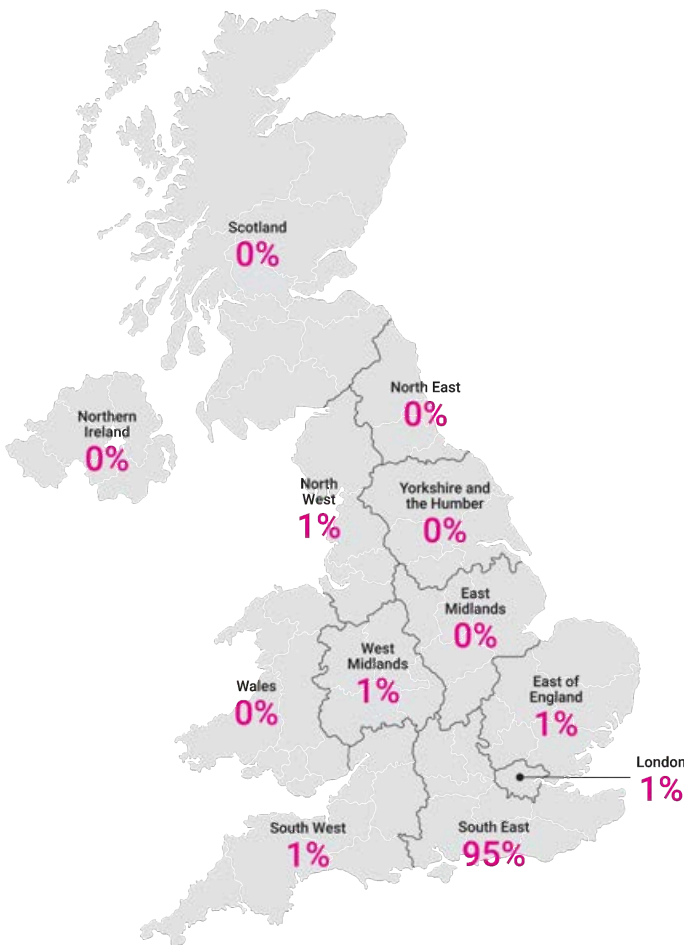 Scotland
0%
North East
0%
Northern
Ireland
0%
North
West
1%
Yorkshire and
the Humber
0%
East
Midlands
0%
West
Midlands
1%
Wales
0%
East of
England
1%
London
1%
South West
1%
South East
95%